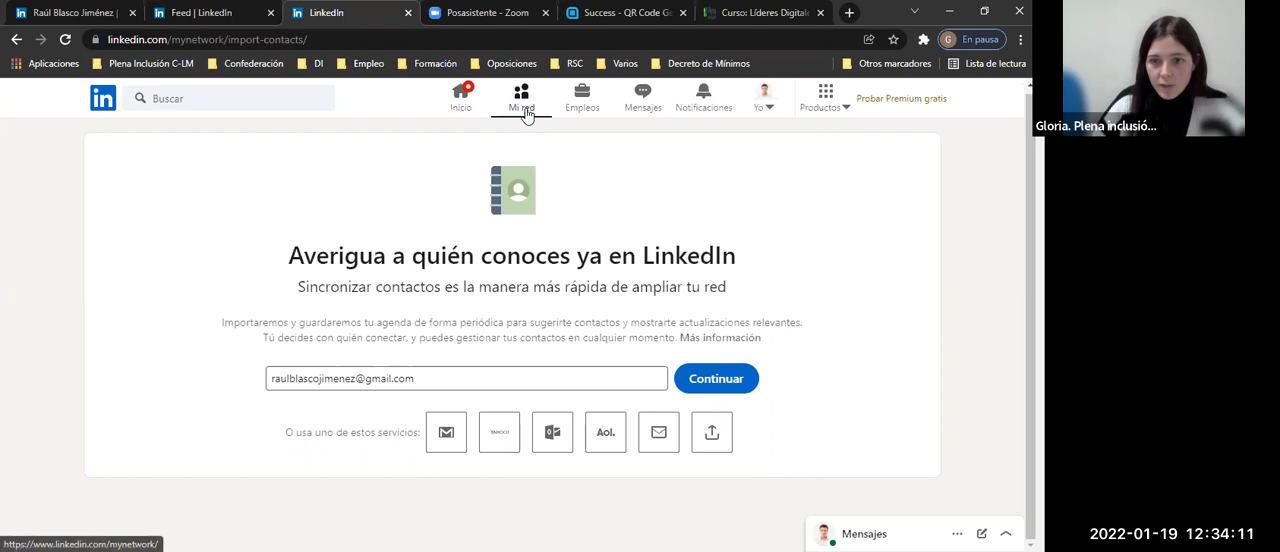 Raúl Blasco Jiménez |
Feed | LinkedIn
LinkedIn
Posasistente - Zoom
Success - QR Code Ge
Curso: Líderes Digitale
linkedin.com/mynetwork/import-contacts/
G
En pausa
Aplicaciones
Plena Inclusión C-LM
Confederación
DI
Empleo
Formación
Oposiciones
RSC
Varios
Decreto de Mínimos
Otros marcadores
Lista de lectura
in
Buscar
Inicio
Mi red
Empleos
Mensajes
Notificaciones
Yo
Productos
Probar Premium gratis
Gloria. Plena inclusió...
Averigua a quién conoces ya en LinkedIn
Sincronizar contactos es la manera más rápida de ampliar tu red
Importaremos y guardaremos tu agenda de forma periódica para sugerirte contactos y mostrarte actualizaciones relevantes.
Tú decides con quién conectar, y puedes gestionar tus contactos en cualquier momento. Más información
raulblascojimenez@gmail.com
Continuar
O usa uno de estos servicios:
YAHOO!
Aol.
Mensajes
https://www.linkedin.com/mynetwork/
2022-01-19 12:34:11